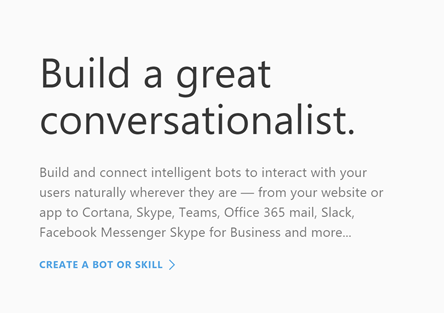 Build a great
conversationalist.
Build and connect intelligent bots to interact with your
users naturally wherever they are — from your website or
app to Cortana, Skype, Teams, Office 365 mail, Slack,
Facebook Messenger Skype for Business and more...
CREATE A BOT OR SKILL